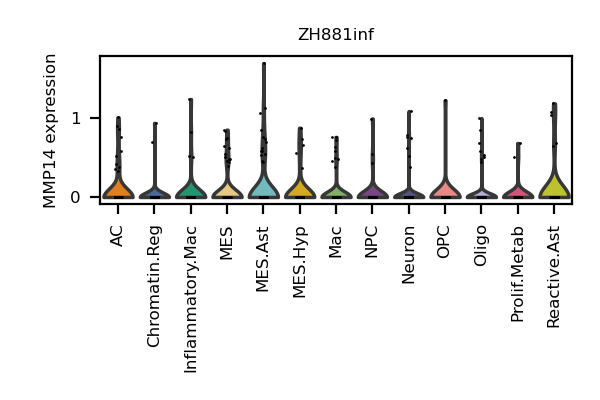 ZH881inf
MMP14 expression
1
0
AC
Chromatin.Reg
Inflammatory.Mac
MES
MES.Ast
MES.Hyp
Mac
NPC
Neuron
OPC
Oligo
Prolif.Metab
Reactive.Ast